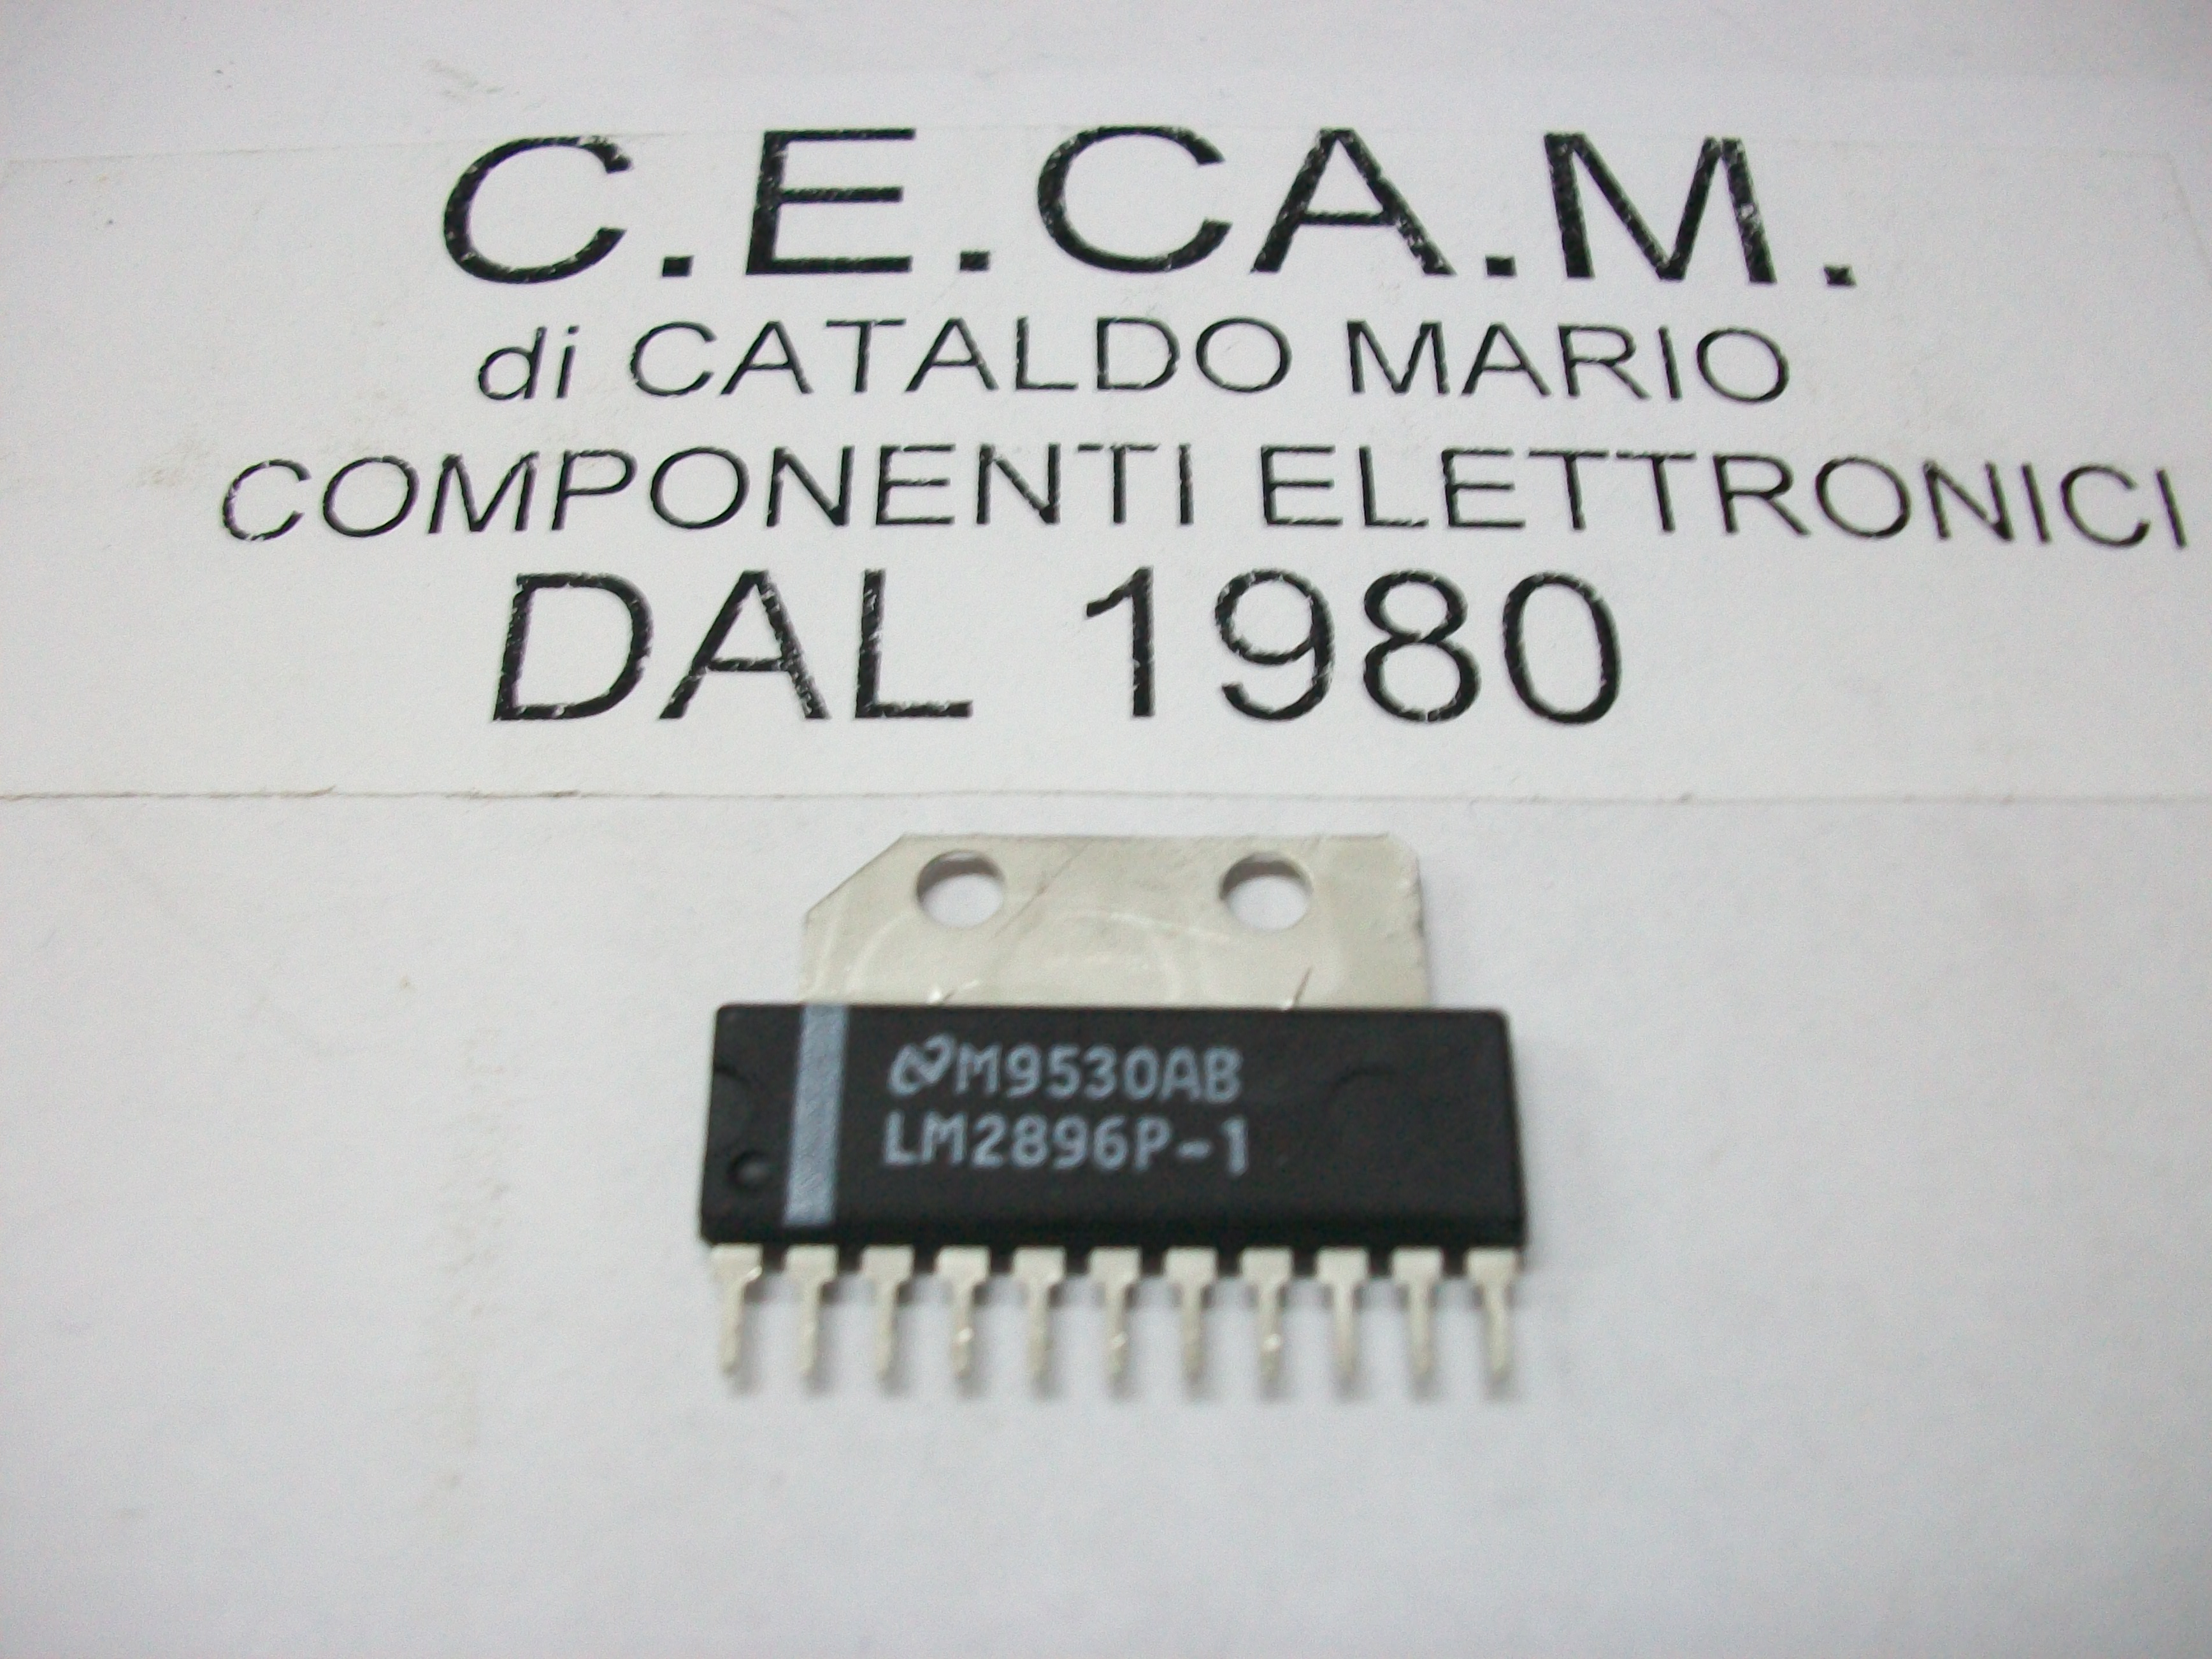 C.E.CA.M.
di CATALDO MARIO
COMPONENTI ELETTRONICI
DAL 1980
M9530AB
LM2896P-1